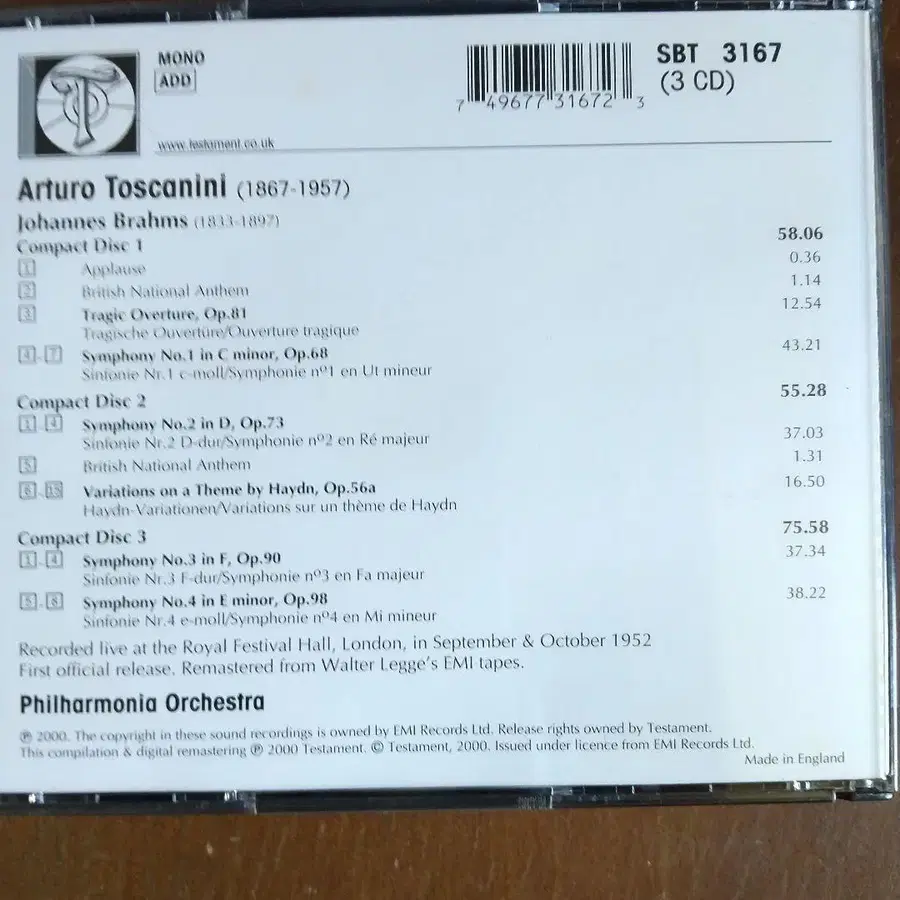 MONO
ADD
SBT 3167
(3 CD)
7 49677 31672 3
www.testament.co.uk
Arturo Toscanini (1867-1957)
Johannes Brahms (1833-1897)
Compact Disc 1 58.06
1 Applause 0.36
2 British National Anthem 1.14
3 Tragic Overture, Op.81 12.54
Tragische Ouvertüre/Ouverture tragique
4-7 Symphony No.1 in C minor, Op.68 43.21
Sinfonie Nr.1 c-moll/Symphonie nº1 en Ut mineur
Compact Disc 2 55.28
1-4 Symphony No.2 in D, Op.73 37.03
Sinfonie Nr.2 D-dur/Symphonie nº2 en Ré majeur
5 British National Anthem 1.31
6-15 Variations on a Theme by Haydn, Op.56a 16.50
Haydn-Variationen/Variations sur un thème de Haydn
Compact Disc 3 75.58
1-4 Symphony No.3 in F, Op.90 37.34
Sinfonie Nr.3 F-dur/Symphonie nº3 en Fa majeur
5-8 Symphony No.4 in E minor, Op.98 38.22
Sinfonie Nr.4 e-moll/Symphonie nº4 en Mi mineur
Recorded live at the Royal Festival Hall, London, in September & October 1952
First official release. Remastered from Walter Legge's EMI tapes.
Philharmonia Orchestra
℗ 2000. The copyright in these sound recordings is owned by EMI Records Ltd. Release rights owned by Testament.
This compilation & digital remastering ℗ 2000 Testament. © Testament, 2000. Issued under licence from EMI Records Ltd.
Made in England